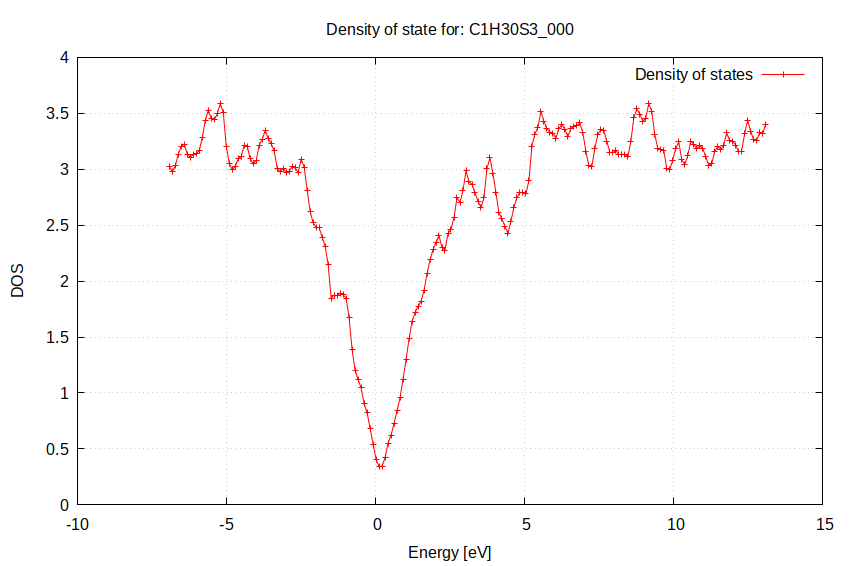 Density of state for: C1H30S3_000
Density of states
4
3.5
3
2.5
2
1.5
1
0.5
0
DOS
-10 -5 0 5 10 15
Energy [eV]